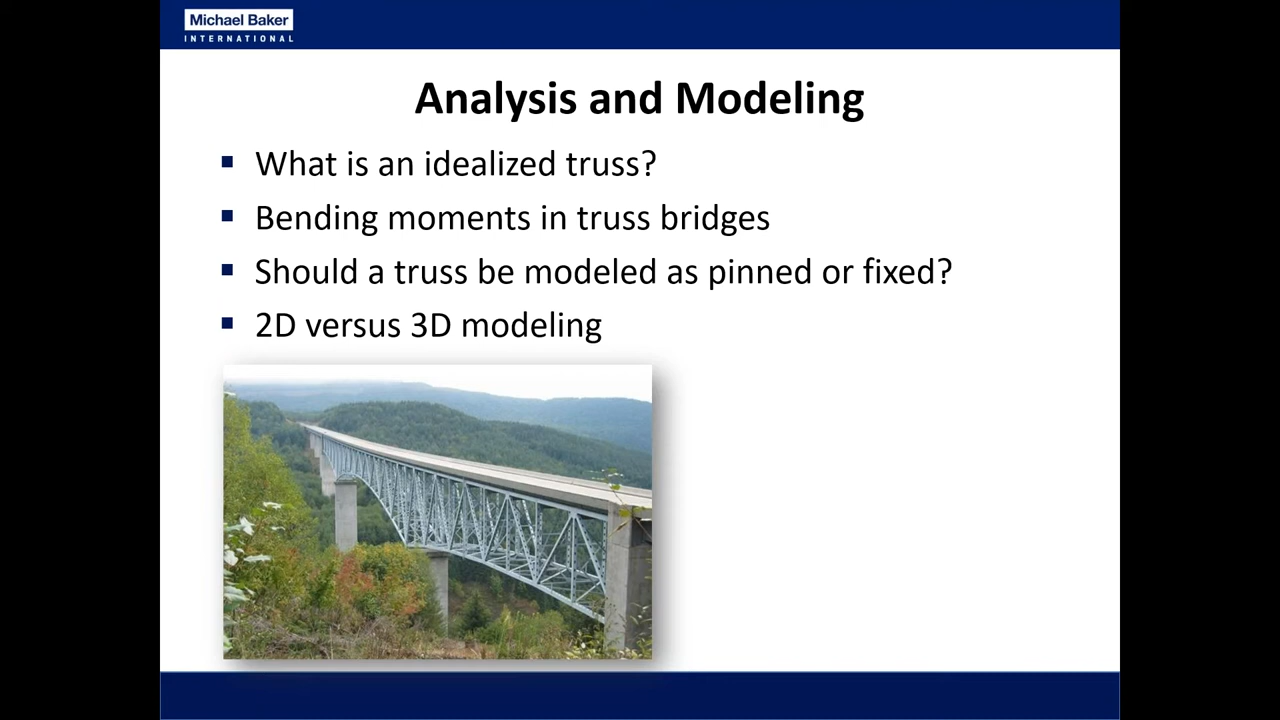 Michael Baker
INTERNATIONAL
Analysis and Modeling
What is an idealized truss?
Bending moments in truss bridges
Should a truss be modeled as pinned or fixed?
2D versus 3D modeling